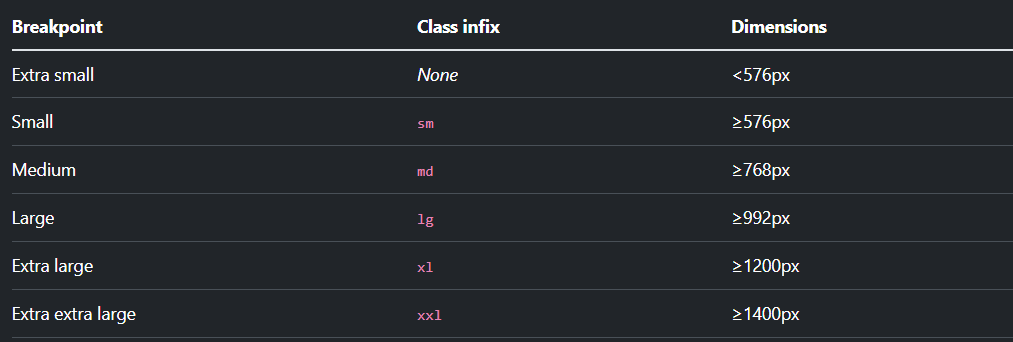 Breakpoint Class infix Dimensions
Extra small None <576px
Small sm ≥576px
Medium md ≥768px
Large lg ≥992px
Extra large xl ≥1200px
Extra extra large xxl ≥1400px